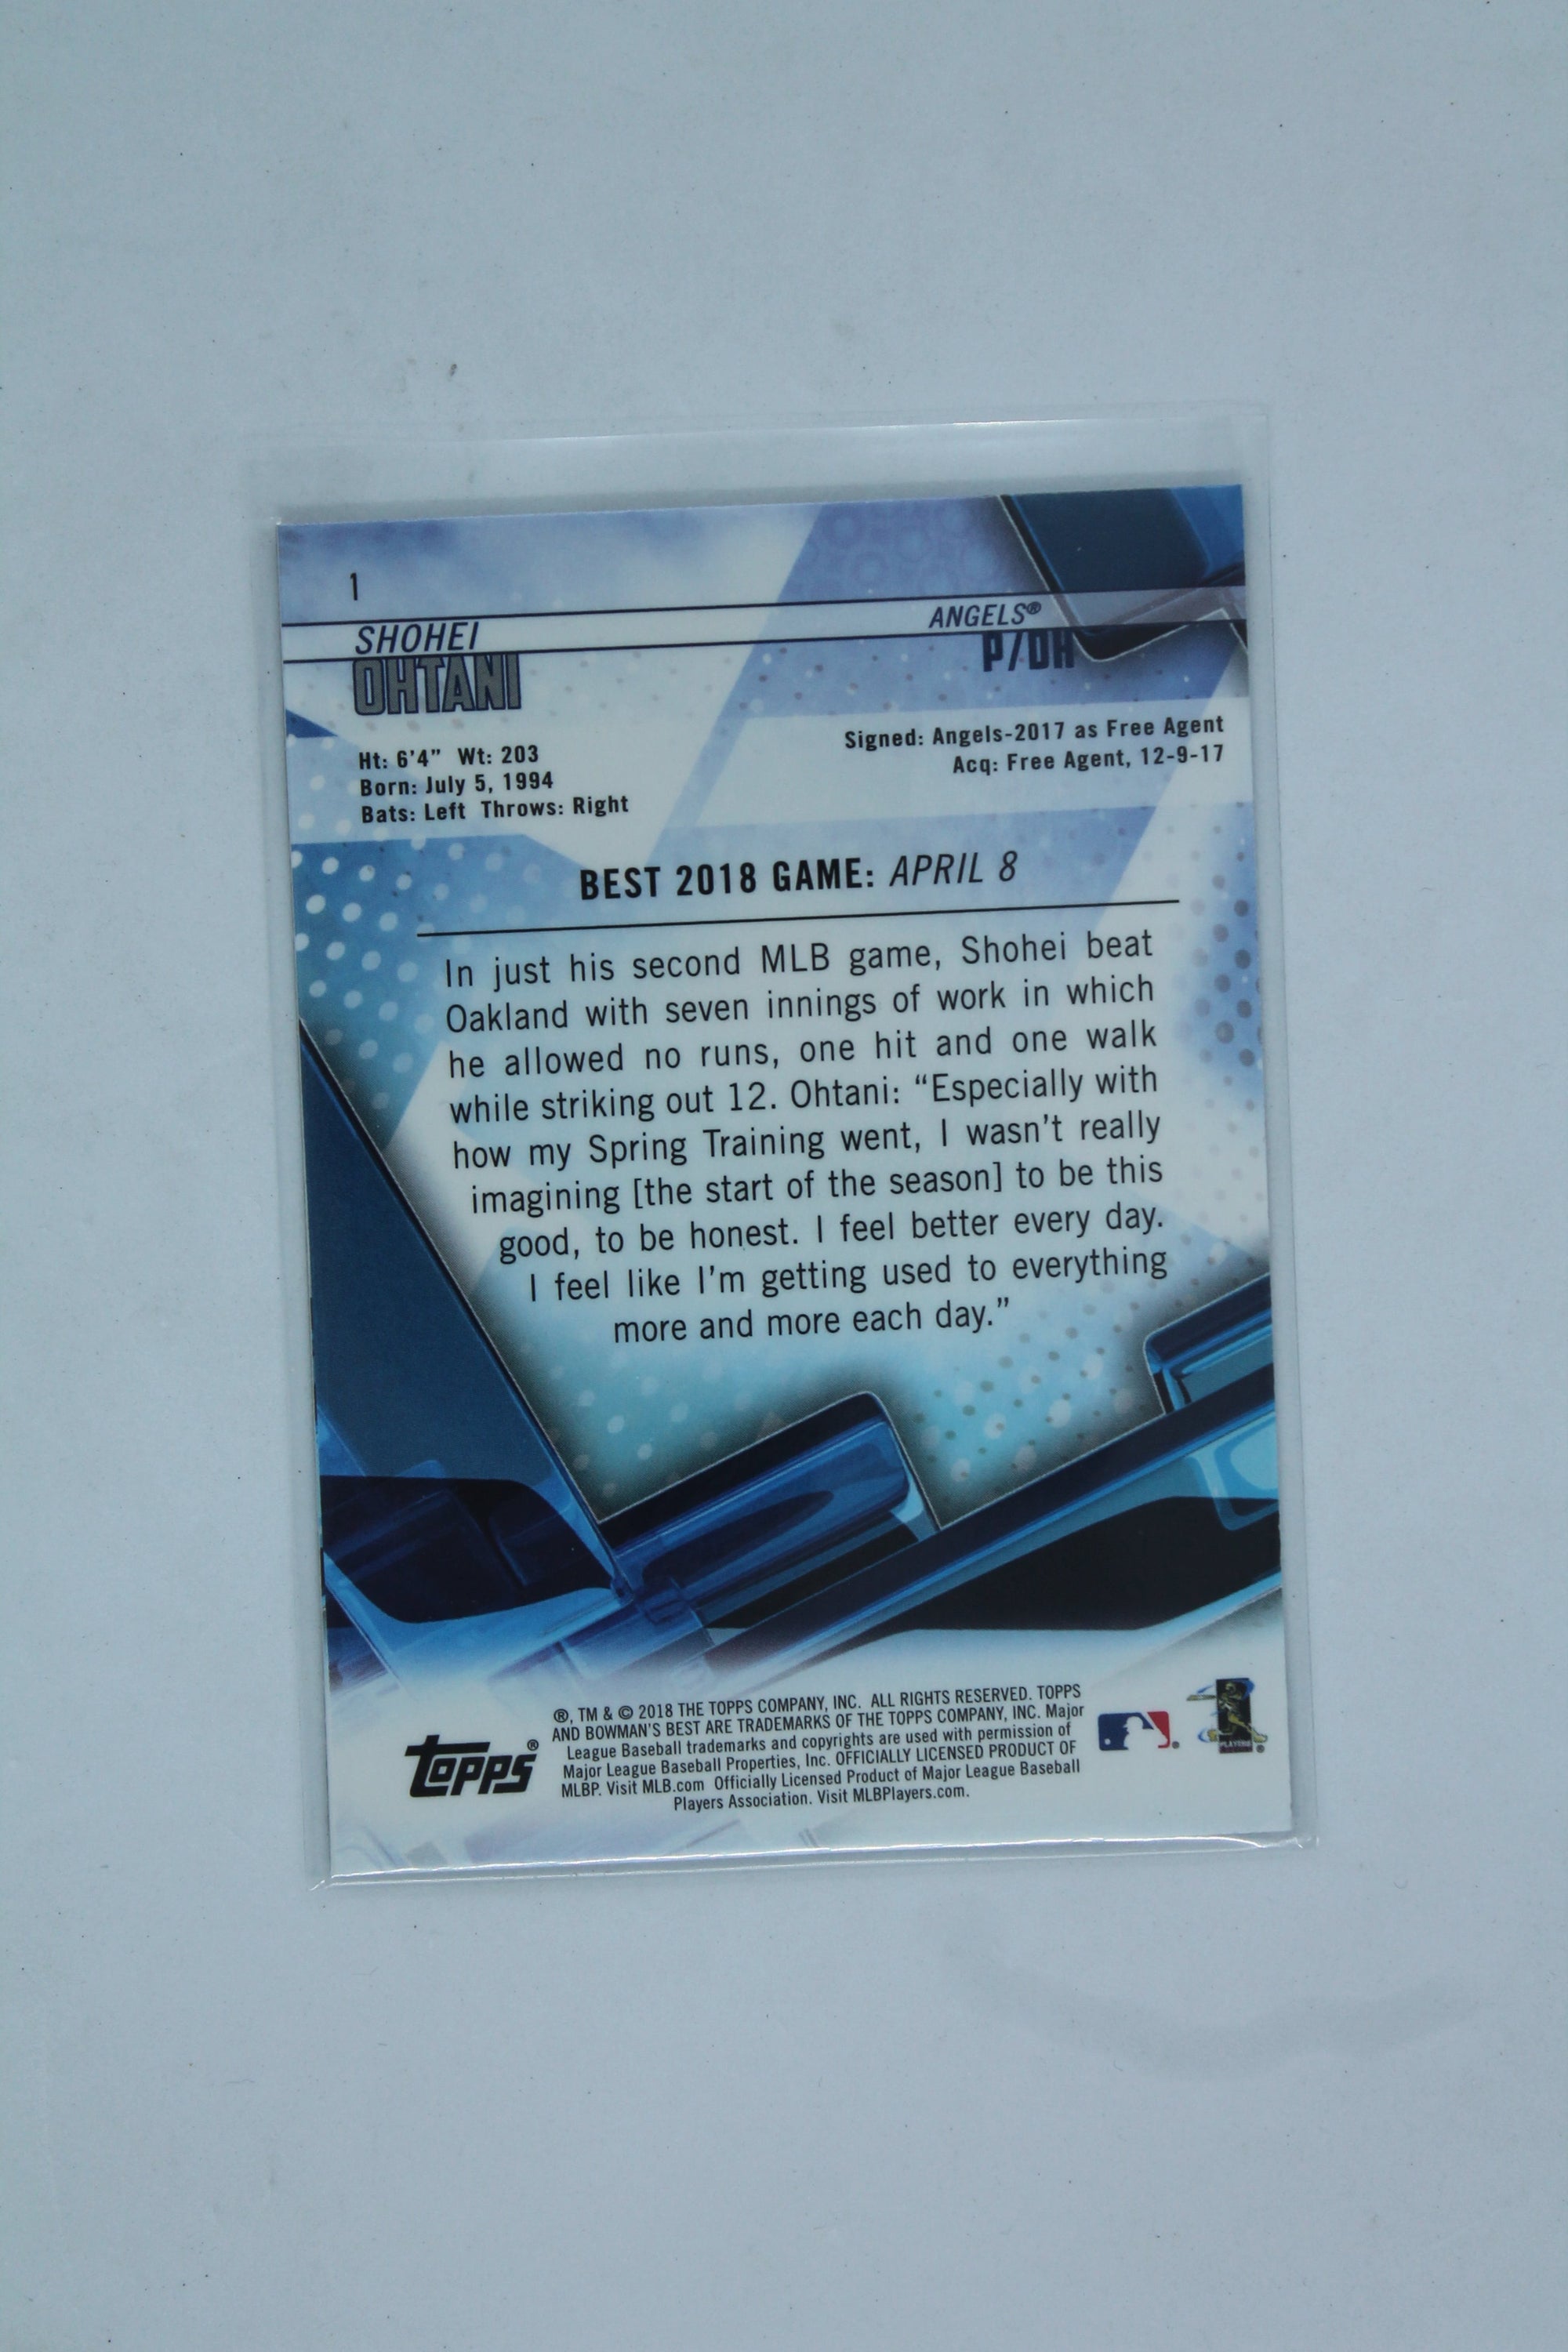 1
SHOHEI
OHTANI
ANGELS®
P/DH
Ht: 6'4" Wt: 203
Born: July 5, 1994
Bats: Left Throws: Right
Signed: Angels-2017 as Free Agent
Acq: Free Agent, 12-9-17
BEST 2018 GAME: APRIL 8
In just his second MLB game, Shohei beat
Oakland with seven innings of work in which
he allowed no runs, one hit and one walk
while striking out 12. Ohtani: “Especially with
how my Spring Training went, I wasn't really
imagining [the start of the season] to be this
good, to be honest. I feel better every day.
I feel like I'm getting used to everything
more and more each day.”
TOPPS®
®, TM & © 2018 THE TOPPS COMPANY, INC. ALL RIGHTS RESERVED. TOPPS
AND BOWMAN'S BEST ARE TRADEMARKS OF THE TOPPS COMPANY, INC. Major
League Baseball trademarks and copyrights are used with permission of
Major League Baseball Properties, Inc. OFFICIALLY LICENSED PRODUCT OF
MLBP. Visit MLB.com Officially Licensed Product of Major League Baseball
Players Association. Visit MLBPlayers.com.
PLAYERS